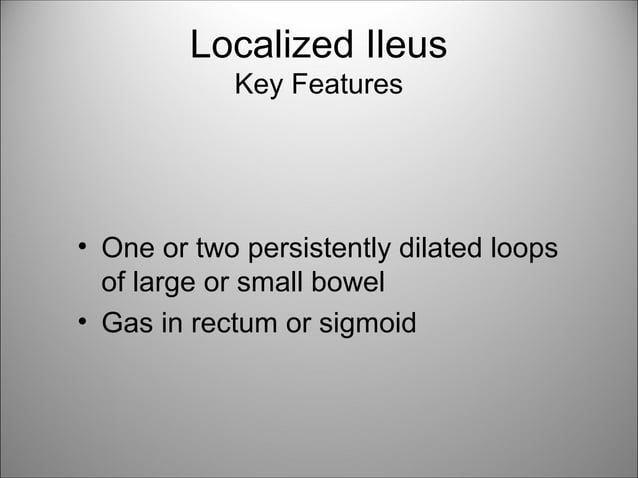 Localized Ileus
Key Features
• One or two persistently dilated loops
of large or small bowel
• Gas in rectum or sigmoid